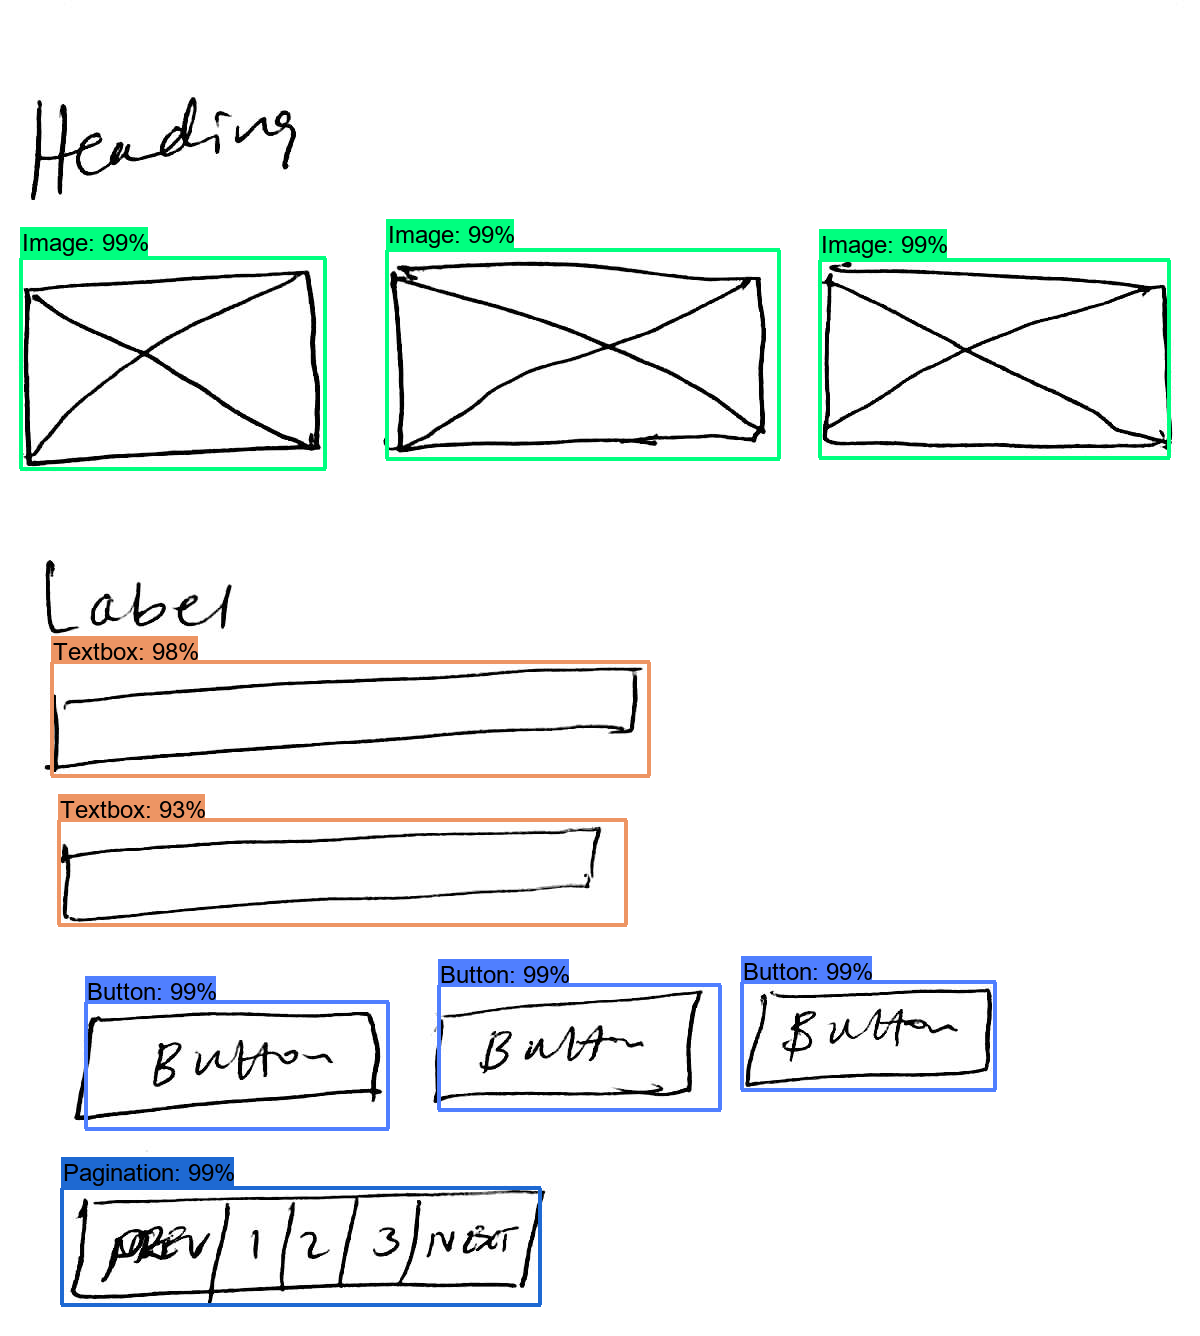 Heading
Image: 99% Image: 99% Image: 99%
Label
Textbox: 98%
Textbox: 93%
Button: 99% Button: 99% Button: 99%
Button Button Button
Pagination: 99%
PREV 1 2 3 NEXT